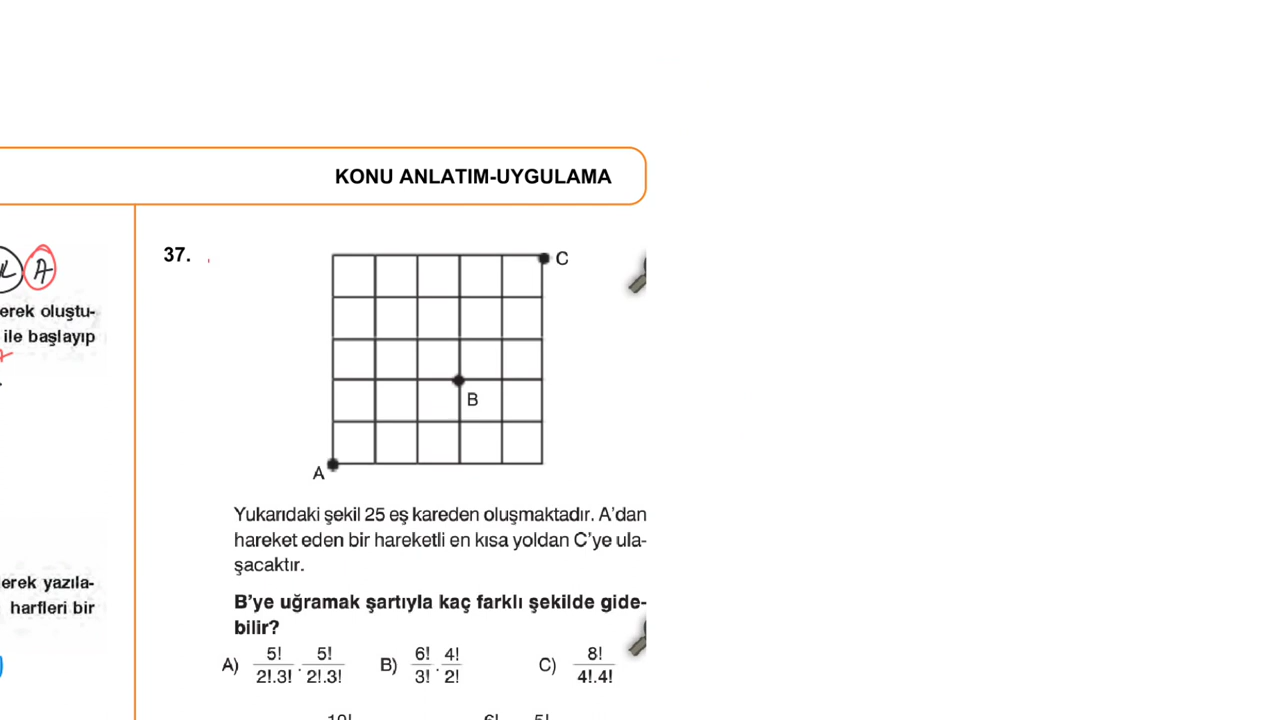 KONU ANLATIM-UYGULAMA
A
erek oluştu-
ile başlayıp
erek yazıla-
harfleri bir
37.
C
B
A
Yukarıdaki şekil 25 eş kareden oluşmaktadır. A'dan
hareket eden bir hareketli en kısa yoldan C'ye ula-
şacaktır.
B'ye uğramak şartıyla kaç farklı şekilde gide-
bilir?
A) 5!/2!.3! . 5!/2!.3! B) 6!/3! . 4!/2! C) 8!/4!.4!